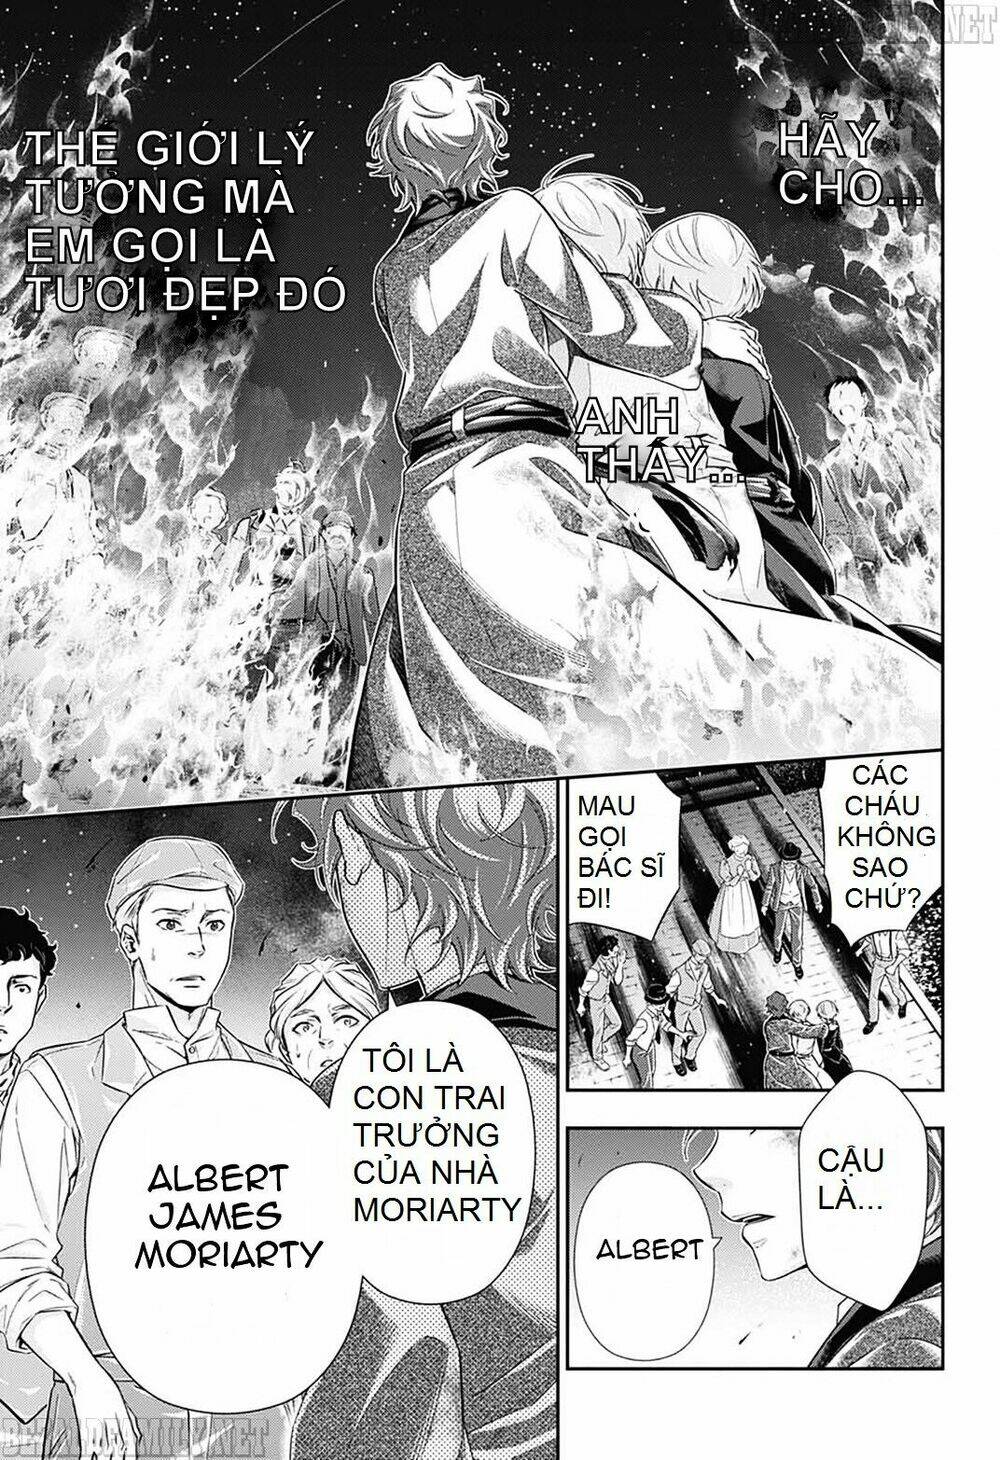 HÃY
CHO...
ANH
THẤY...
THẾ GIỚI LÝ
TƯỞNG MÀ
EM GỌI LÀ
TƯƠI ĐẸP ĐÓ
CÁC
CHÁU
KHÔNG
SAO
CHỨ?
MAU
GỌI
BÁC SĨ
ĐI!
CẬU
LÀ...
ALBERT
TÔI LÀ
CON TRAI
TRƯỞNG
CỦA NHÀ
MORIARTY
ALBERT
JAMES
MORIARTY